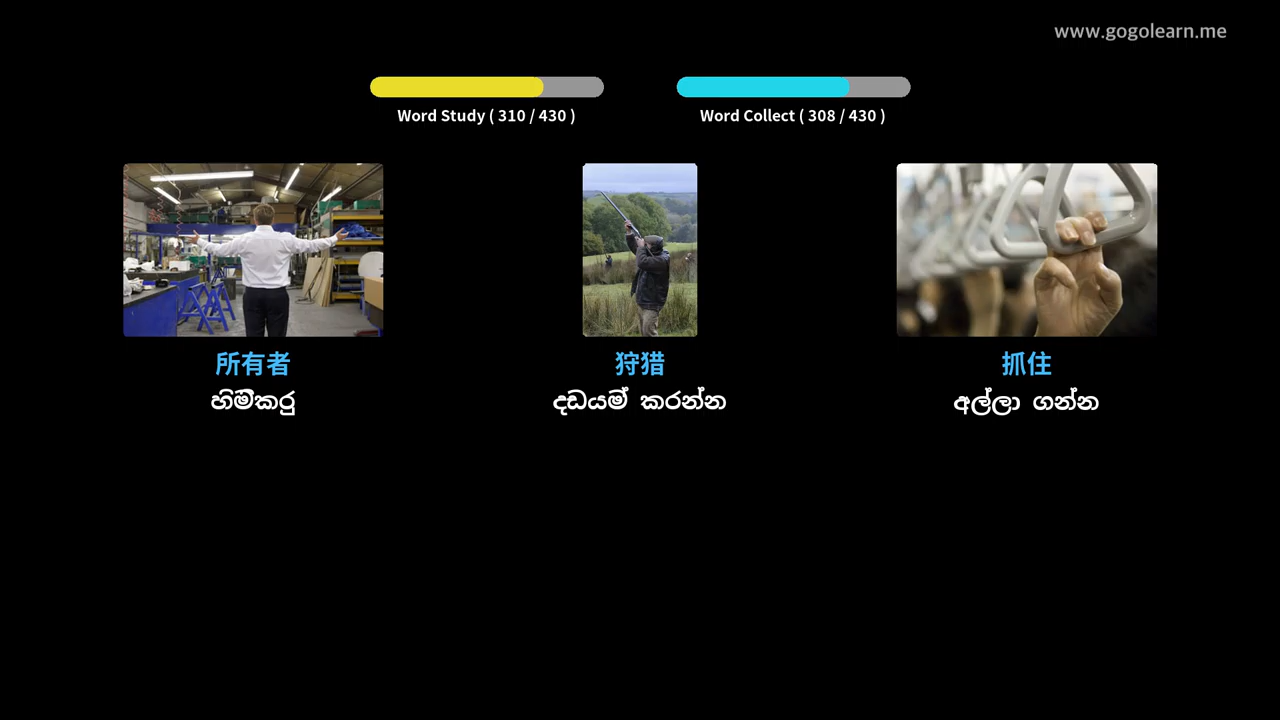 www.gogolearn.me
Word Study ( 310 / 430 )
Word Collect ( 308 / 430 )
所有者
狩猎
抓住
හිමිකරු
දඩයම් කරන්න
අල්ලා ගන්න